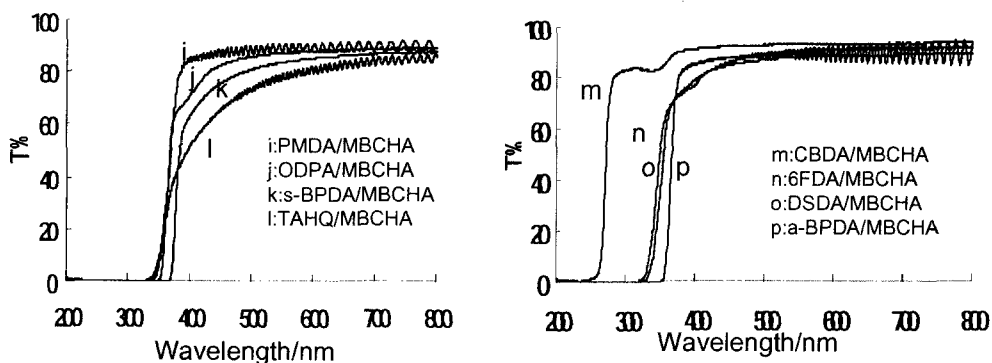 T%
100
80
60
40
20
0
i
j
k
l
i:PMDA/MBCHA
j:ODPA/MBCHA
k:s-BPDA/MBCHA
l:TAHQ/MBCHA
200 300 400 500 600 700 800
Wavelength/nm
T%
100
80
60
40
20
0
m
n
o
p
m:CBDA/MBCHA
n:6FDA/MBCHA
o:DSDA/MBCHA
p:a-BPDA/MBCHA
200 300 400 500 600 700 800
Wavelength/nm